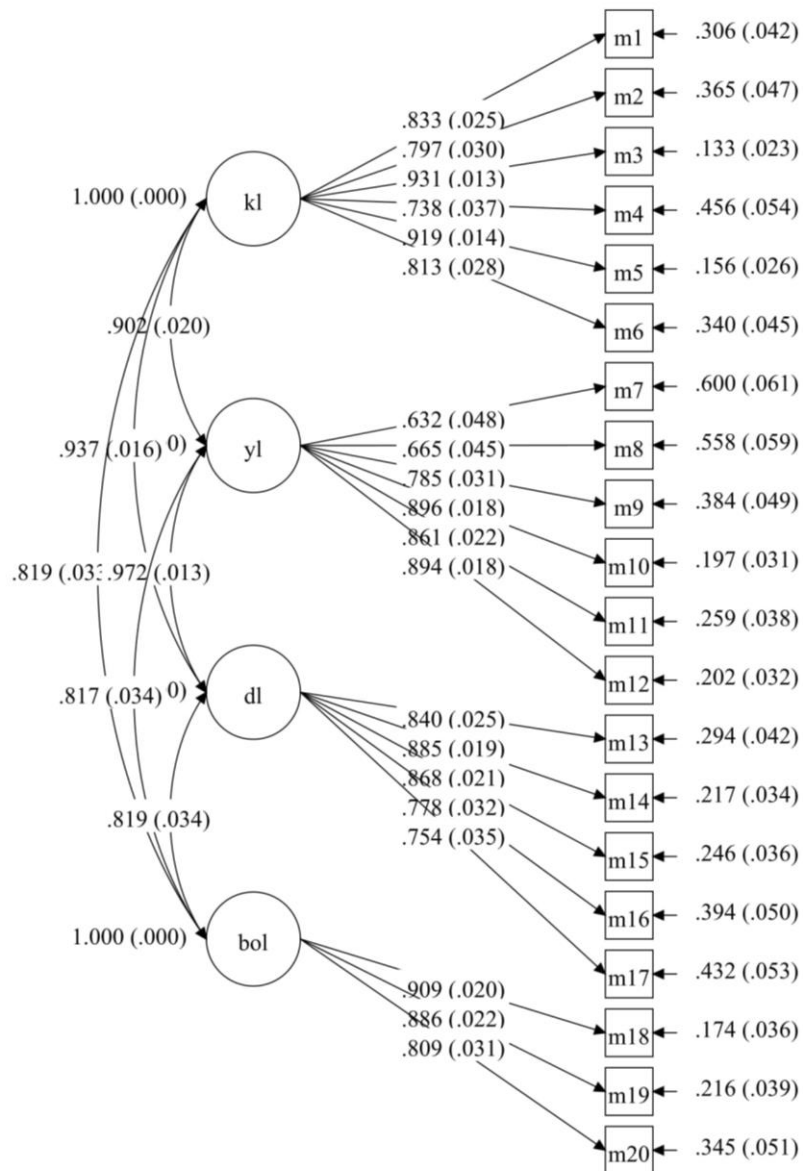 m1 .306 (.042)
m2 .365 (.047)
.833 (.025)
.797 (.030)
m3 .133 (.023)
.931 (.013)
1.000 (.000) kl
.738 (.037)
m4 .456 (.054)
.919 (.014)
.813 (.028)
m5 .156 (.026)
.902 (.020)
m6 .340 (.045)
m7 .600 (.061)
.632 (.048)
.937 (.016) 0) yl
.665 (.045)
m8 .558 (.059)
.785 (.031)
.896 (.018)
m9 .384 (.049)
.861 (.022)
.894 (.018)
m10 .197 (.031)
.819 (.033 .972 (.013)
m11 .259 (.038)
m12 .202 (.032)
.817 (.034) 0) dl
.840 (.025)
m13 .294 (.042)
.885 (.019)
.868 (.021)
m14 .217 (.034)
.778 (.032)
.819 (.034)
.754 (.035)
m15 .246 (.036)
m16 .394 (.050)
1.000 (.000) bol
m17 .432 (.053)
.909 (.020)
.886 (.022)
m18 .174 (.036)
.809 (.031)
m19 .216 (.039)
m20 .345 (.051)